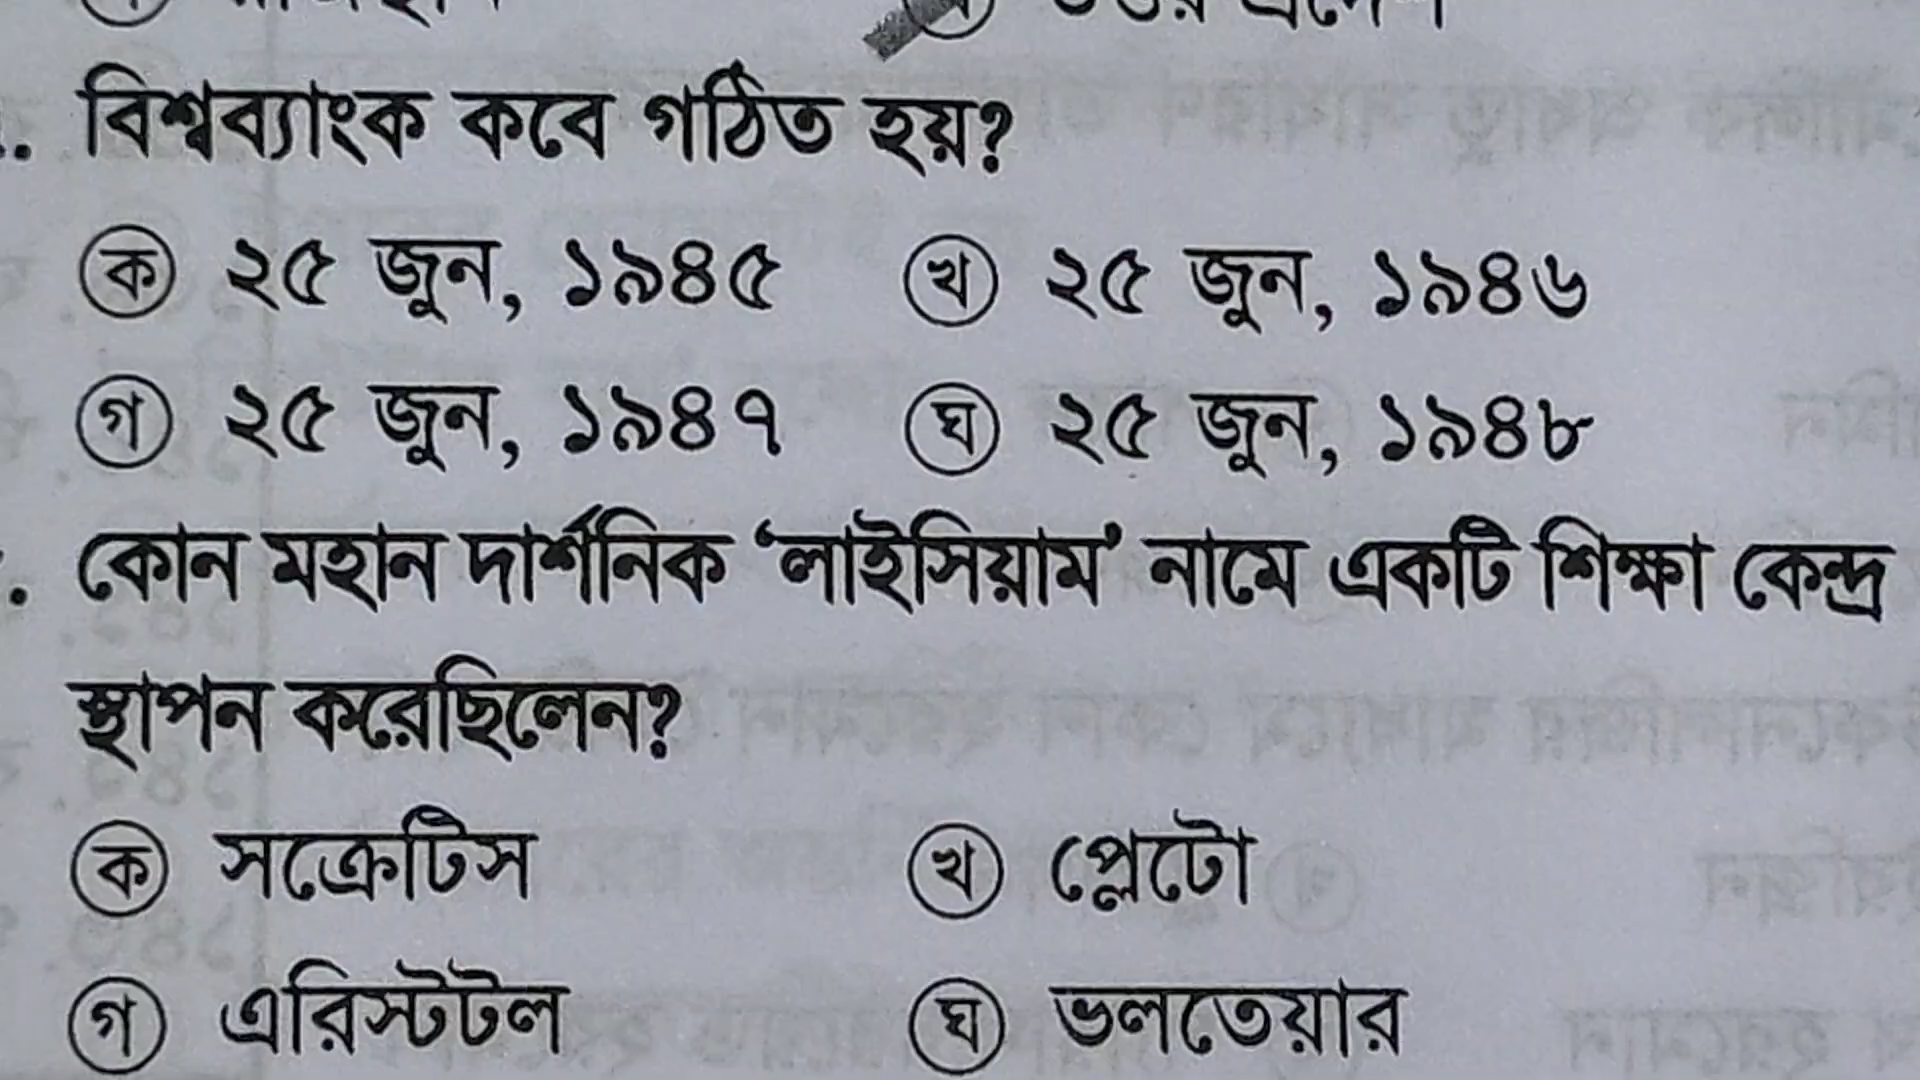 . বিশ্বব্যাংক কবে গঠিত হয়?
ক ২৫ জুন, ১৯৪৫ খ ২৫ জুন, ১৯৪৬
গ ২৫ জুন, ১৯৪৭ ঘ ২৫ জুন, ১৯৪৮
. কোন মহান দার্শনিক ‘লাইসিয়াম’ নামে একটি শিক্ষা কেন্দ্র
স্থাপন করেছিলেন?
ক সক্রেটিস খ প্লেটো
গ এরিস্টটল ঘ ভলতেয়ার